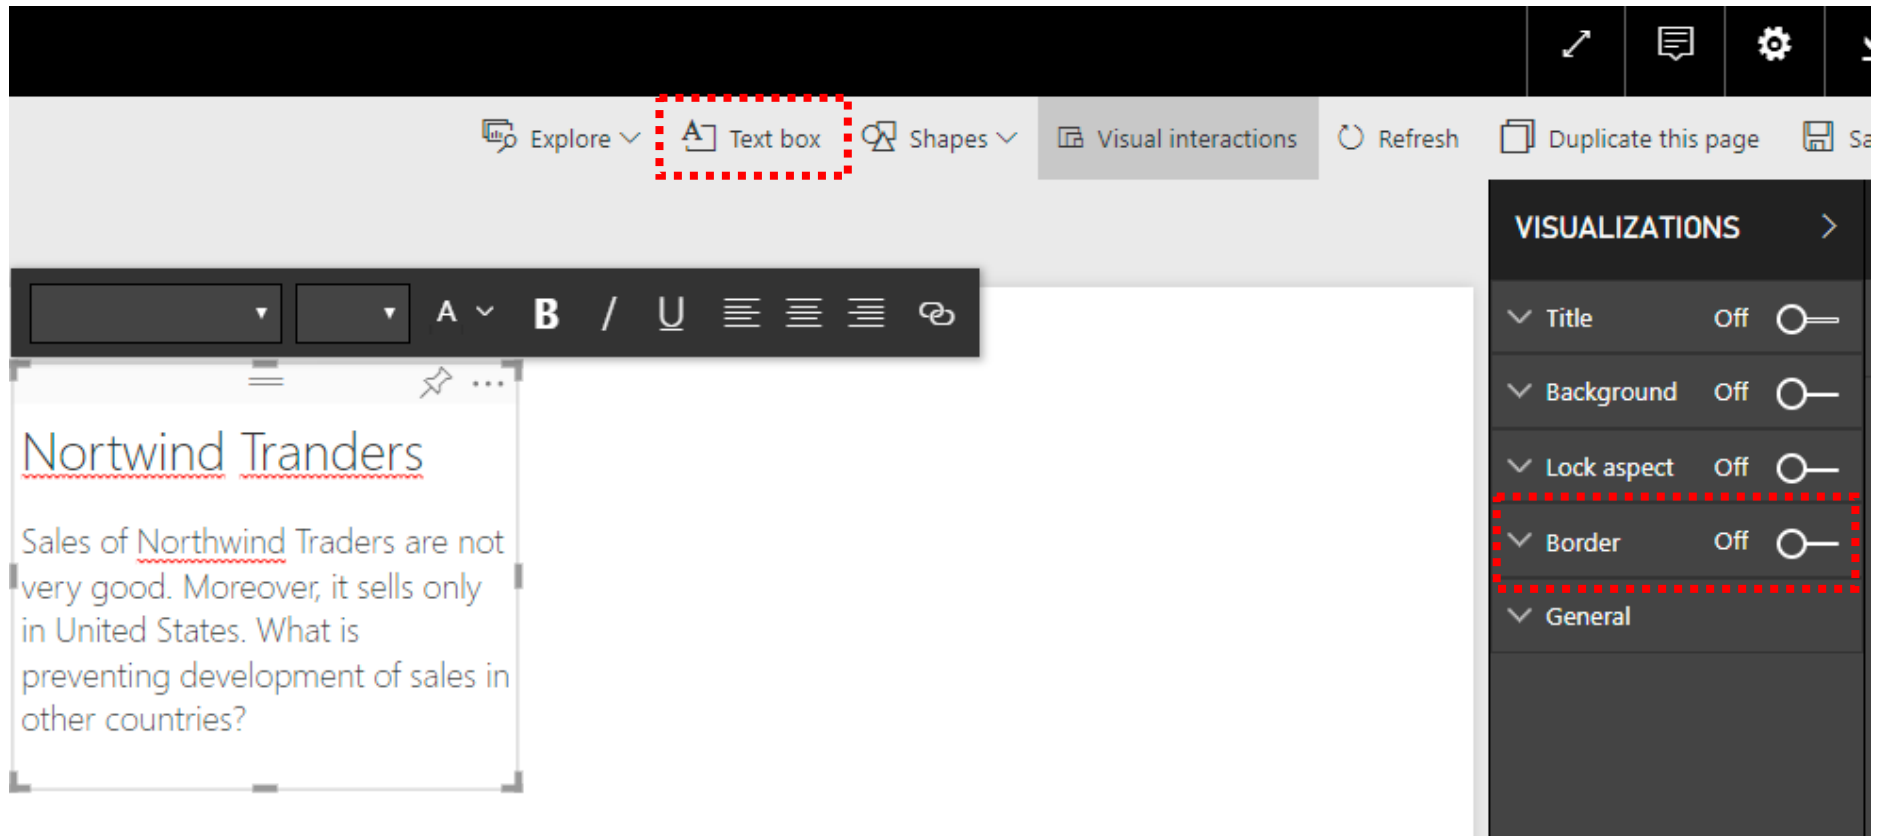 Explore
Text box
Shapes
Visual interactions
Refresh
Duplicate this page
VISUALIZATIONS
A B / U
Title Off
Background Off
Lock aspect Off
Border Off
General
Nortwind Tranders
Sales of Northwind Traders are not
very good. Moreover, it sells only
in United States. What is
preventing development of sales in
other countries?